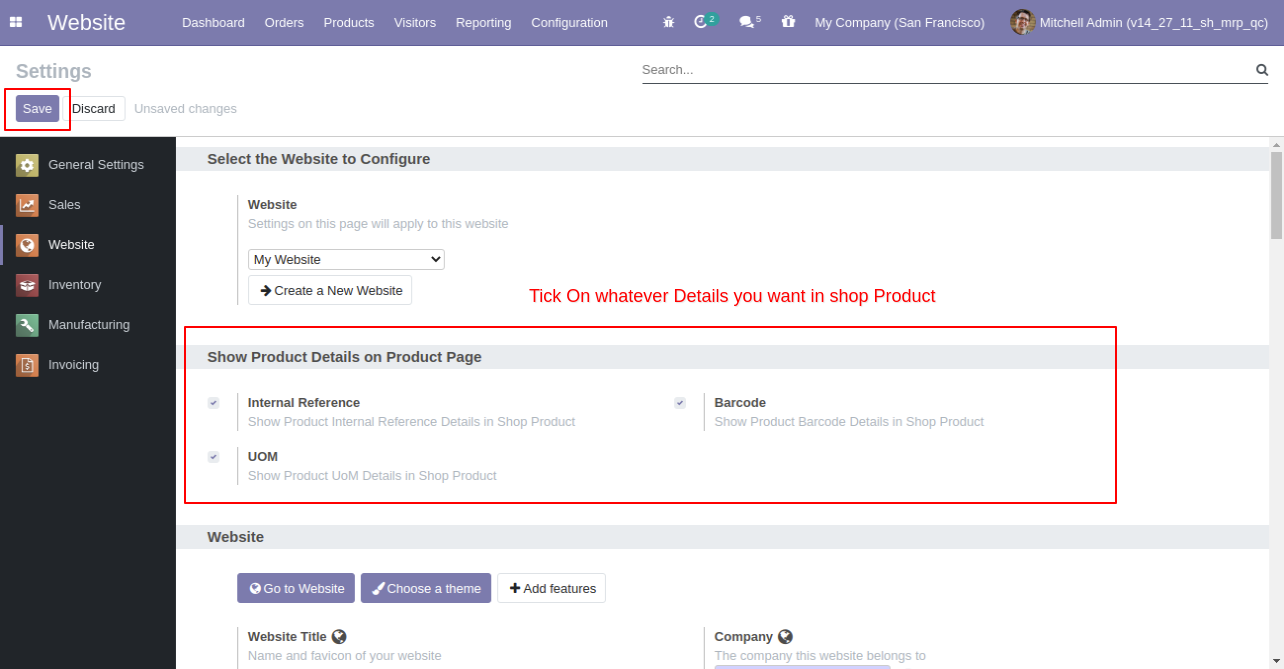 Website Dashboard Orders Products Visitors Reporting Configuration 2 5 My Company (San Francisco) Mitchell Admin (v14_27_11_sh_mrp_qc)
Settings Search...
Save Discard Unsaved changes
General Settings
Sales
Website
Inventory
Manufacturing
Invoicing
Select the Website to Configure
Website
Settings on this page will apply to this website
My Website
Create a New Website
Tick On whatever Details you want in shop Product
Show Product Details on Product Page
Internal Reference
Show Product Internal Reference Details in Shop Product
Barcode
Show Product Barcode Details in Shop Product
UOM
Show Product UoM Details in Shop Product
Website
Go to Website Choose a theme Add features
Website Title
Name and favicon of your website
Company
The company this website belongs to